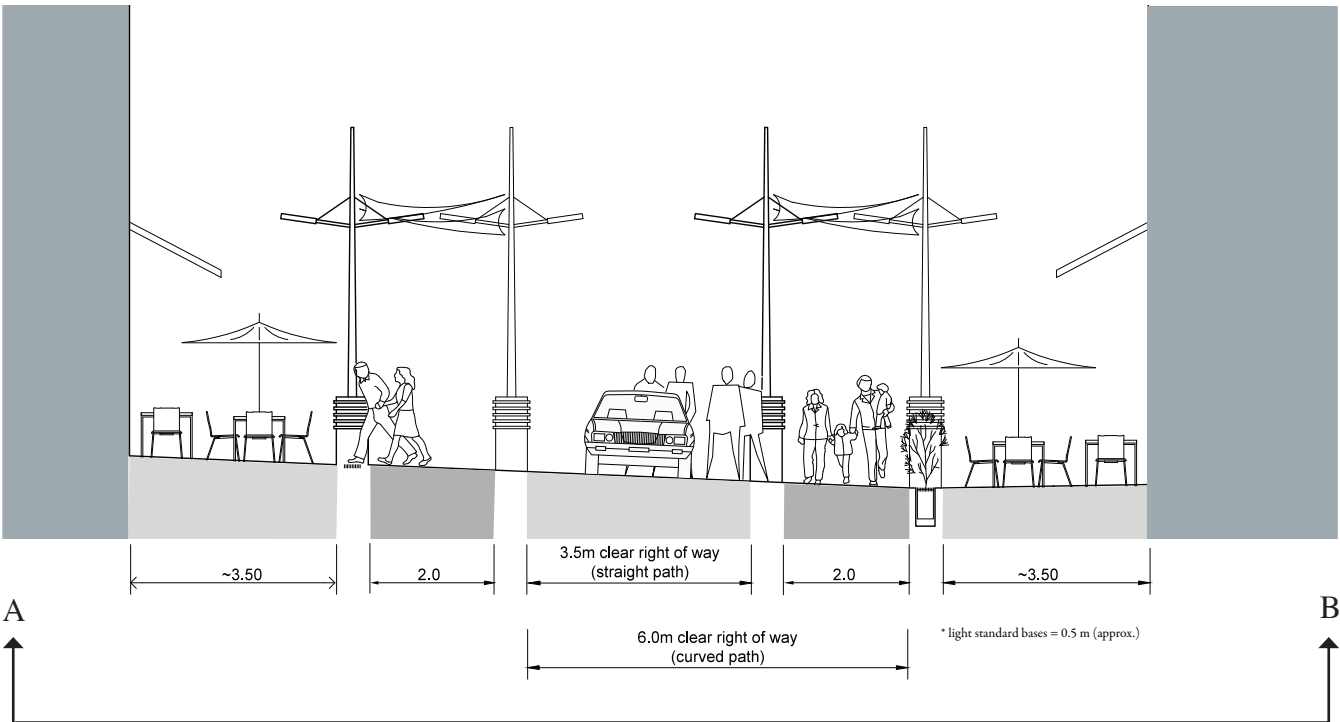 ~3.50
2.0
3.5m clear right of way
(straight path)
2.0
~3.50
A
B
6.0m clear right of way
(curved path)
* light standard bases = 0.5 m (approx.)